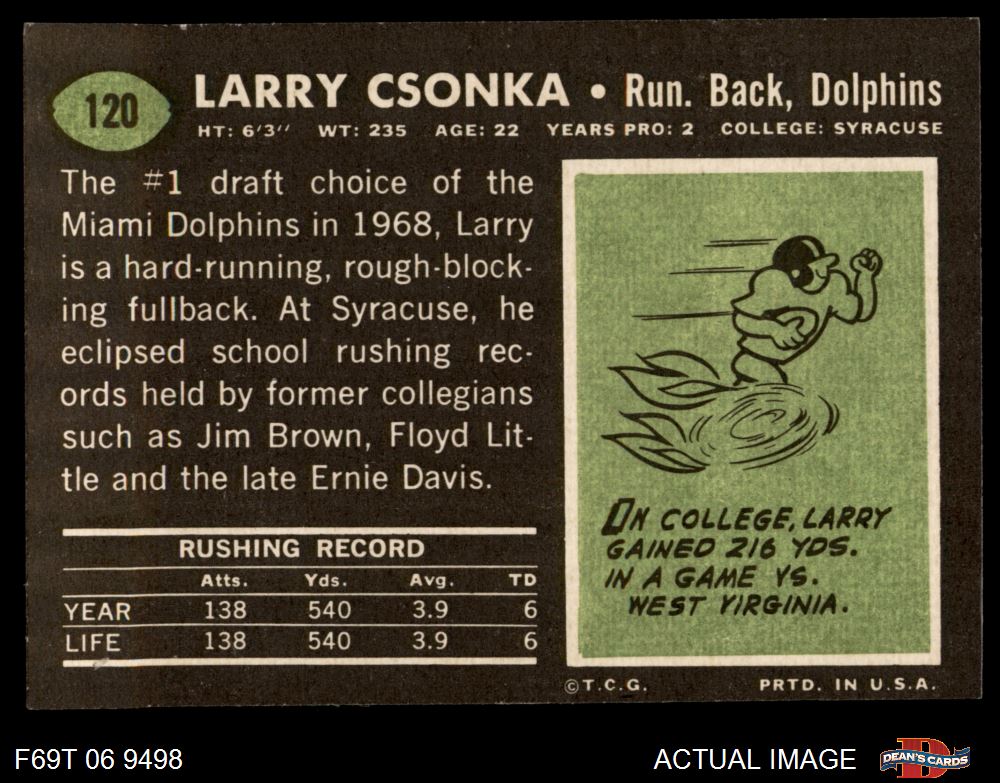 120
LARRY CSONKA • Run. Back, Dolphins
HT: 6'3" WT: 235 AGE: 22 YEARS PRO: 2 COLLEGE: SYRACUSE
The #1 draft choice of the
Miami Dolphins in 1968, Larry
is a hard-running, rough-block-
ing fullback. At Syracuse, he
eclipsed school rushing rec-
ords held by former collegians
such as Jim Brown, Floyd Lit-
tle and the late Ernie Davis.
RUSHING RECORD
Atts. Yds. Avg. TD
YEAR 138 540 3.9 6
LIFE 138 540 3.9 6
IN COLLEGE, LARRY
GAINED 216 YDS.
IN A GAME VS.
WEST VIRGINIA.
©T.C.G. PRTD. IN U.S.A.
F69T 06 9498 ACTUAL IMAGE
D
DEAN'S CARDS